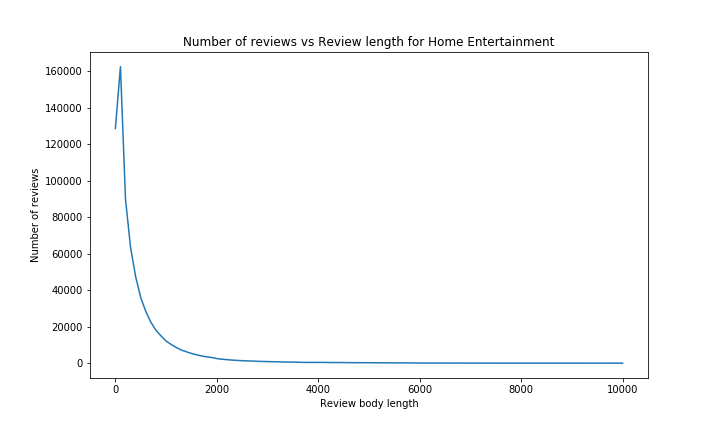 Number of reviews vs Review length for Home Entertainment
160000
140000
120000
100000
80000
60000
40000
20000
0
Number of reviews
0 2000 4000 6000 8000 10000
Review body length